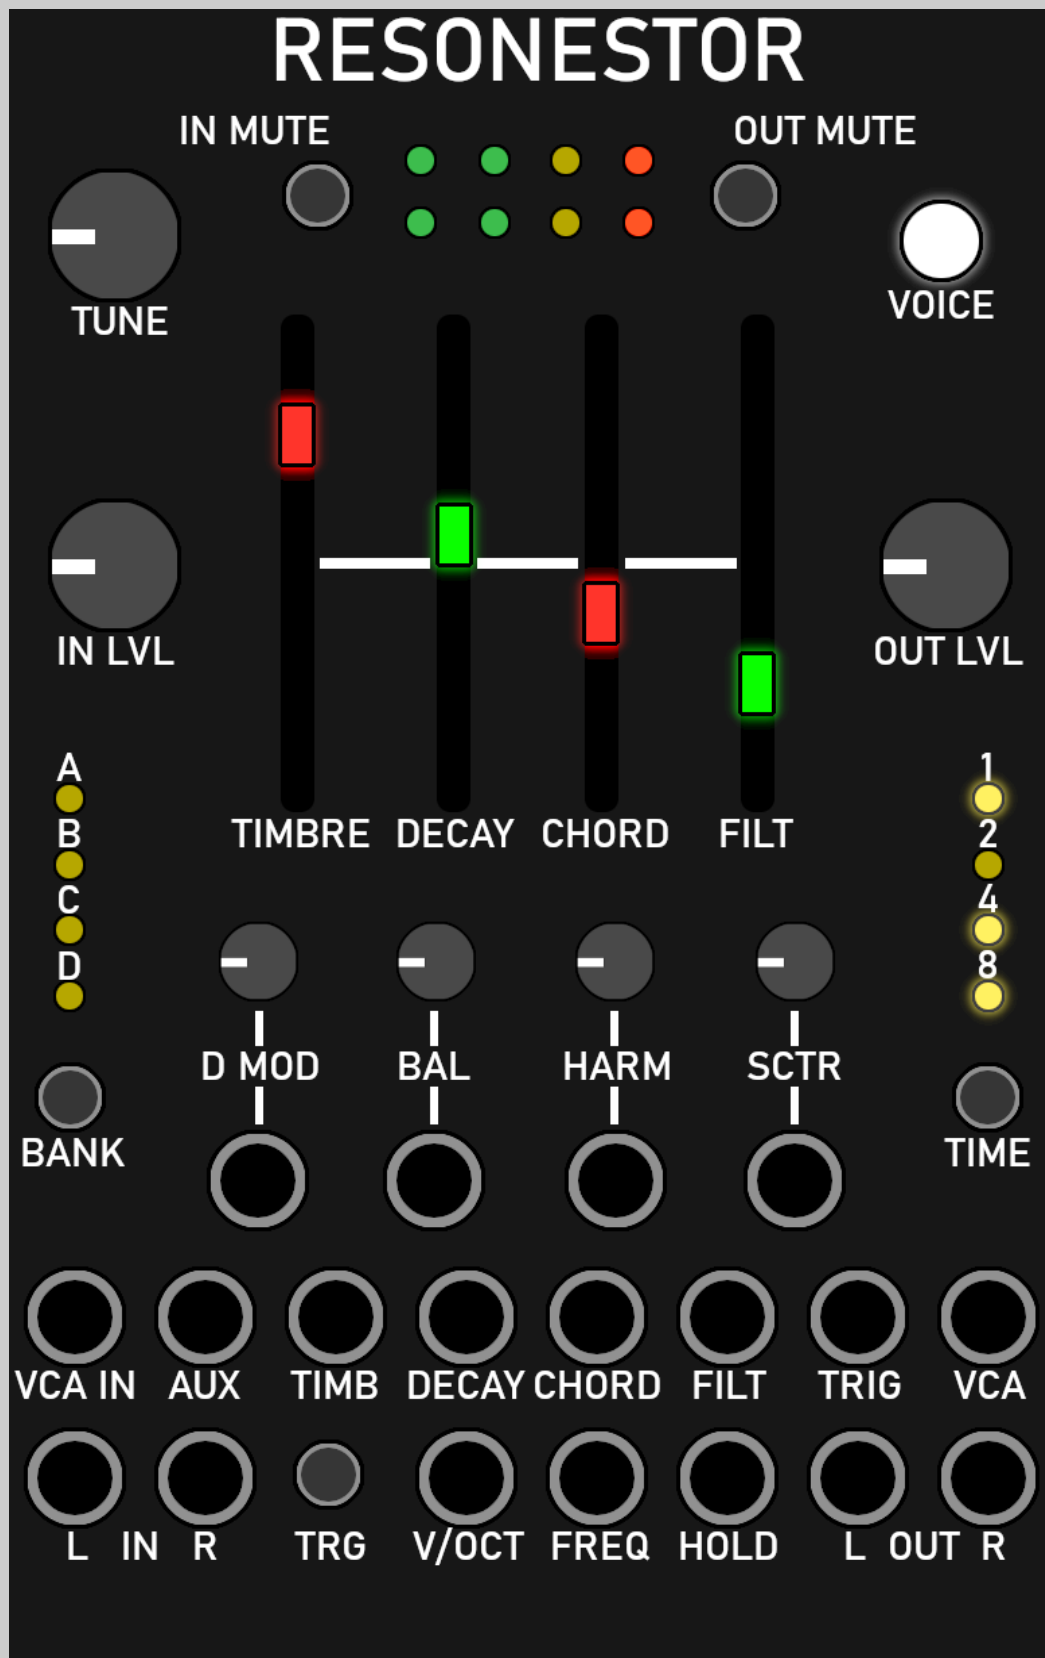 RESONESTOR
IN MUTE OUT MUTE
TUNE VOICE
IN LVL OUT LVL
A 1
B 2
C 4
D 8
TIMBRE DECAY CHORD FILT
D MOD BAL HARM SCTR
BANK TIME
VCA IN AUX TIMB DECAY CHORD FILT TRIG VCA
L IN R TRG V/OCT FREQ HOLD L OUT R